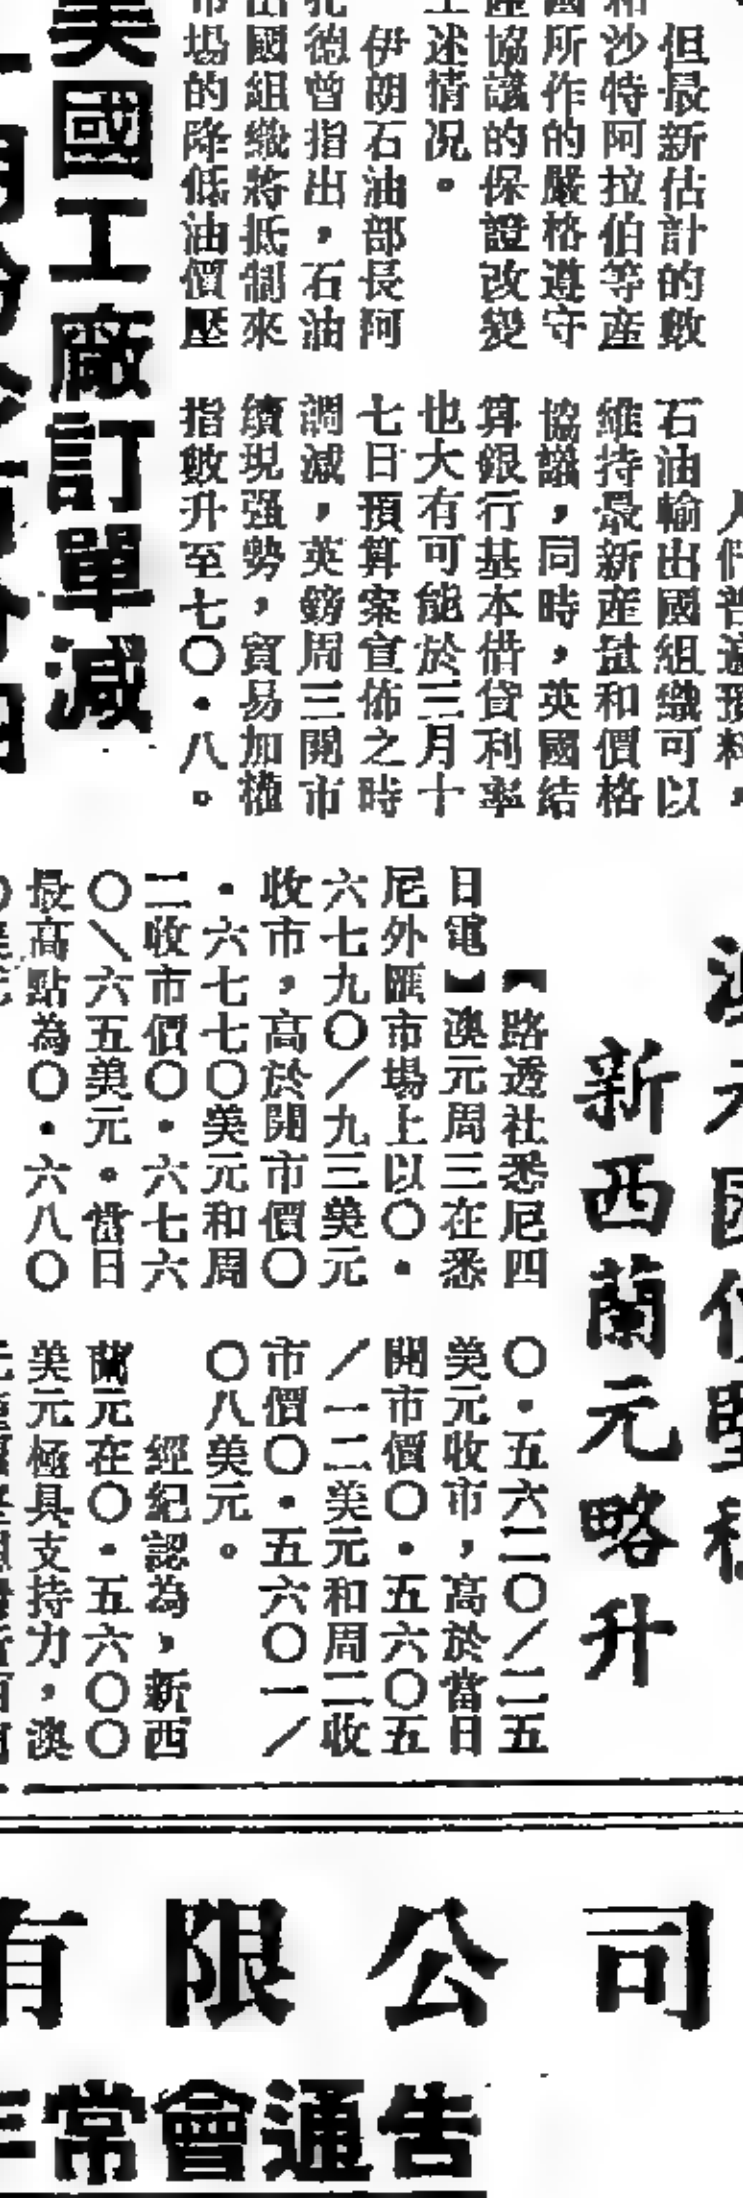 但最新估計的數
和沙特阿拉伯等產
國所作的嚴格遵守
產協議的保證改變
上述情况。
伊朗石油部長阿
扎德曾指出，石油
出國組織將抵制來
市場的降低油價壓
人們普遍預料，
石油輸出國組織可以
維持最新產量和價格
協議，同時，英國結
算銀行基本借貸利率
也大有可能於三月十
七日預算案宣佈之時
調減，英鎊周三開市
續現强勢，貿易加權
指數升至七〇・八。
美國工廠訂單減
新西蘭元略升
【路透社悉尼四
日電】澳元周三在悉
尼外匯市場上以〇・
六七九〇／九三美元
收市，高於開市價〇
・六七七〇美元和周
二收市價〇・六七六
〇＼六五美元。當日
最高點為〇・六八〇
〇・五六二〇／二五
美元收市，高於當日
開市價〇・五六〇五
／一二美元和周二收
市價〇・五六〇一／
〇八美元。
經紀認為，新西
蘭元在〇・五六〇〇
美元極具支持力，澳
有限公司
年常會通告